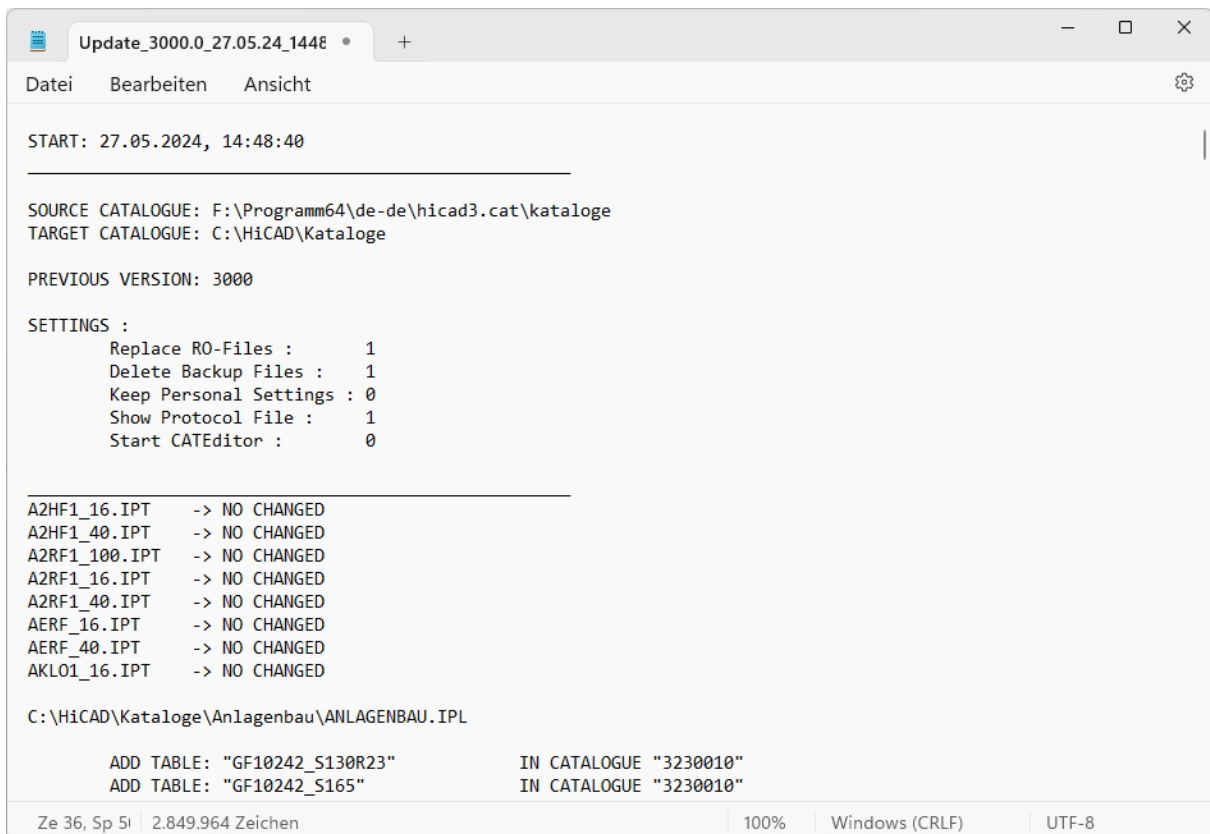 Update_3000.0_27.05.24_1448
Datei Bearbeiten Ansicht
START: 27.05.2024, 14:48:40
SOURCE CATALOGUE: F:\Programm64\de-de\hicad3.cat\kataloge
TARGET CATALOGUE: C:\HiCAD\Kataloge
PREVIOUS VERSION: 3000
SETTINGS :
Replace RO-Files : 1
Delete Backup Files : 1
Keep Personal Settings : 0
Show Protocol File : 1
Start CATEditor : 0
A2HF1_16.IPT -> NO CHANGED
A2HF1_40.IPT -> NO CHANGED
A2RF1_100.IPT -> NO CHANGED
A2RF1_16.IPT -> NO CHANGED
A2RF1_40.IPT -> NO CHANGED
AERF_16.IPT -> NO CHANGED
AERF_40.IPT -> NO CHANGED
AKLO1_16.IPT -> NO CHANGED
C:\HiCAD\Kataloge\Anlagenbau\ANLAGENBAU.IPL
ADD TABLE: "GF10242_S130R23" IN CATALOGUE "3230010"
ADD TABLE: "GF10242_S165" IN CATALOGUE "3230010"
Ze 36, Sp 2.849.964 Zeichen 100% Windows (CRLF) UTF-8